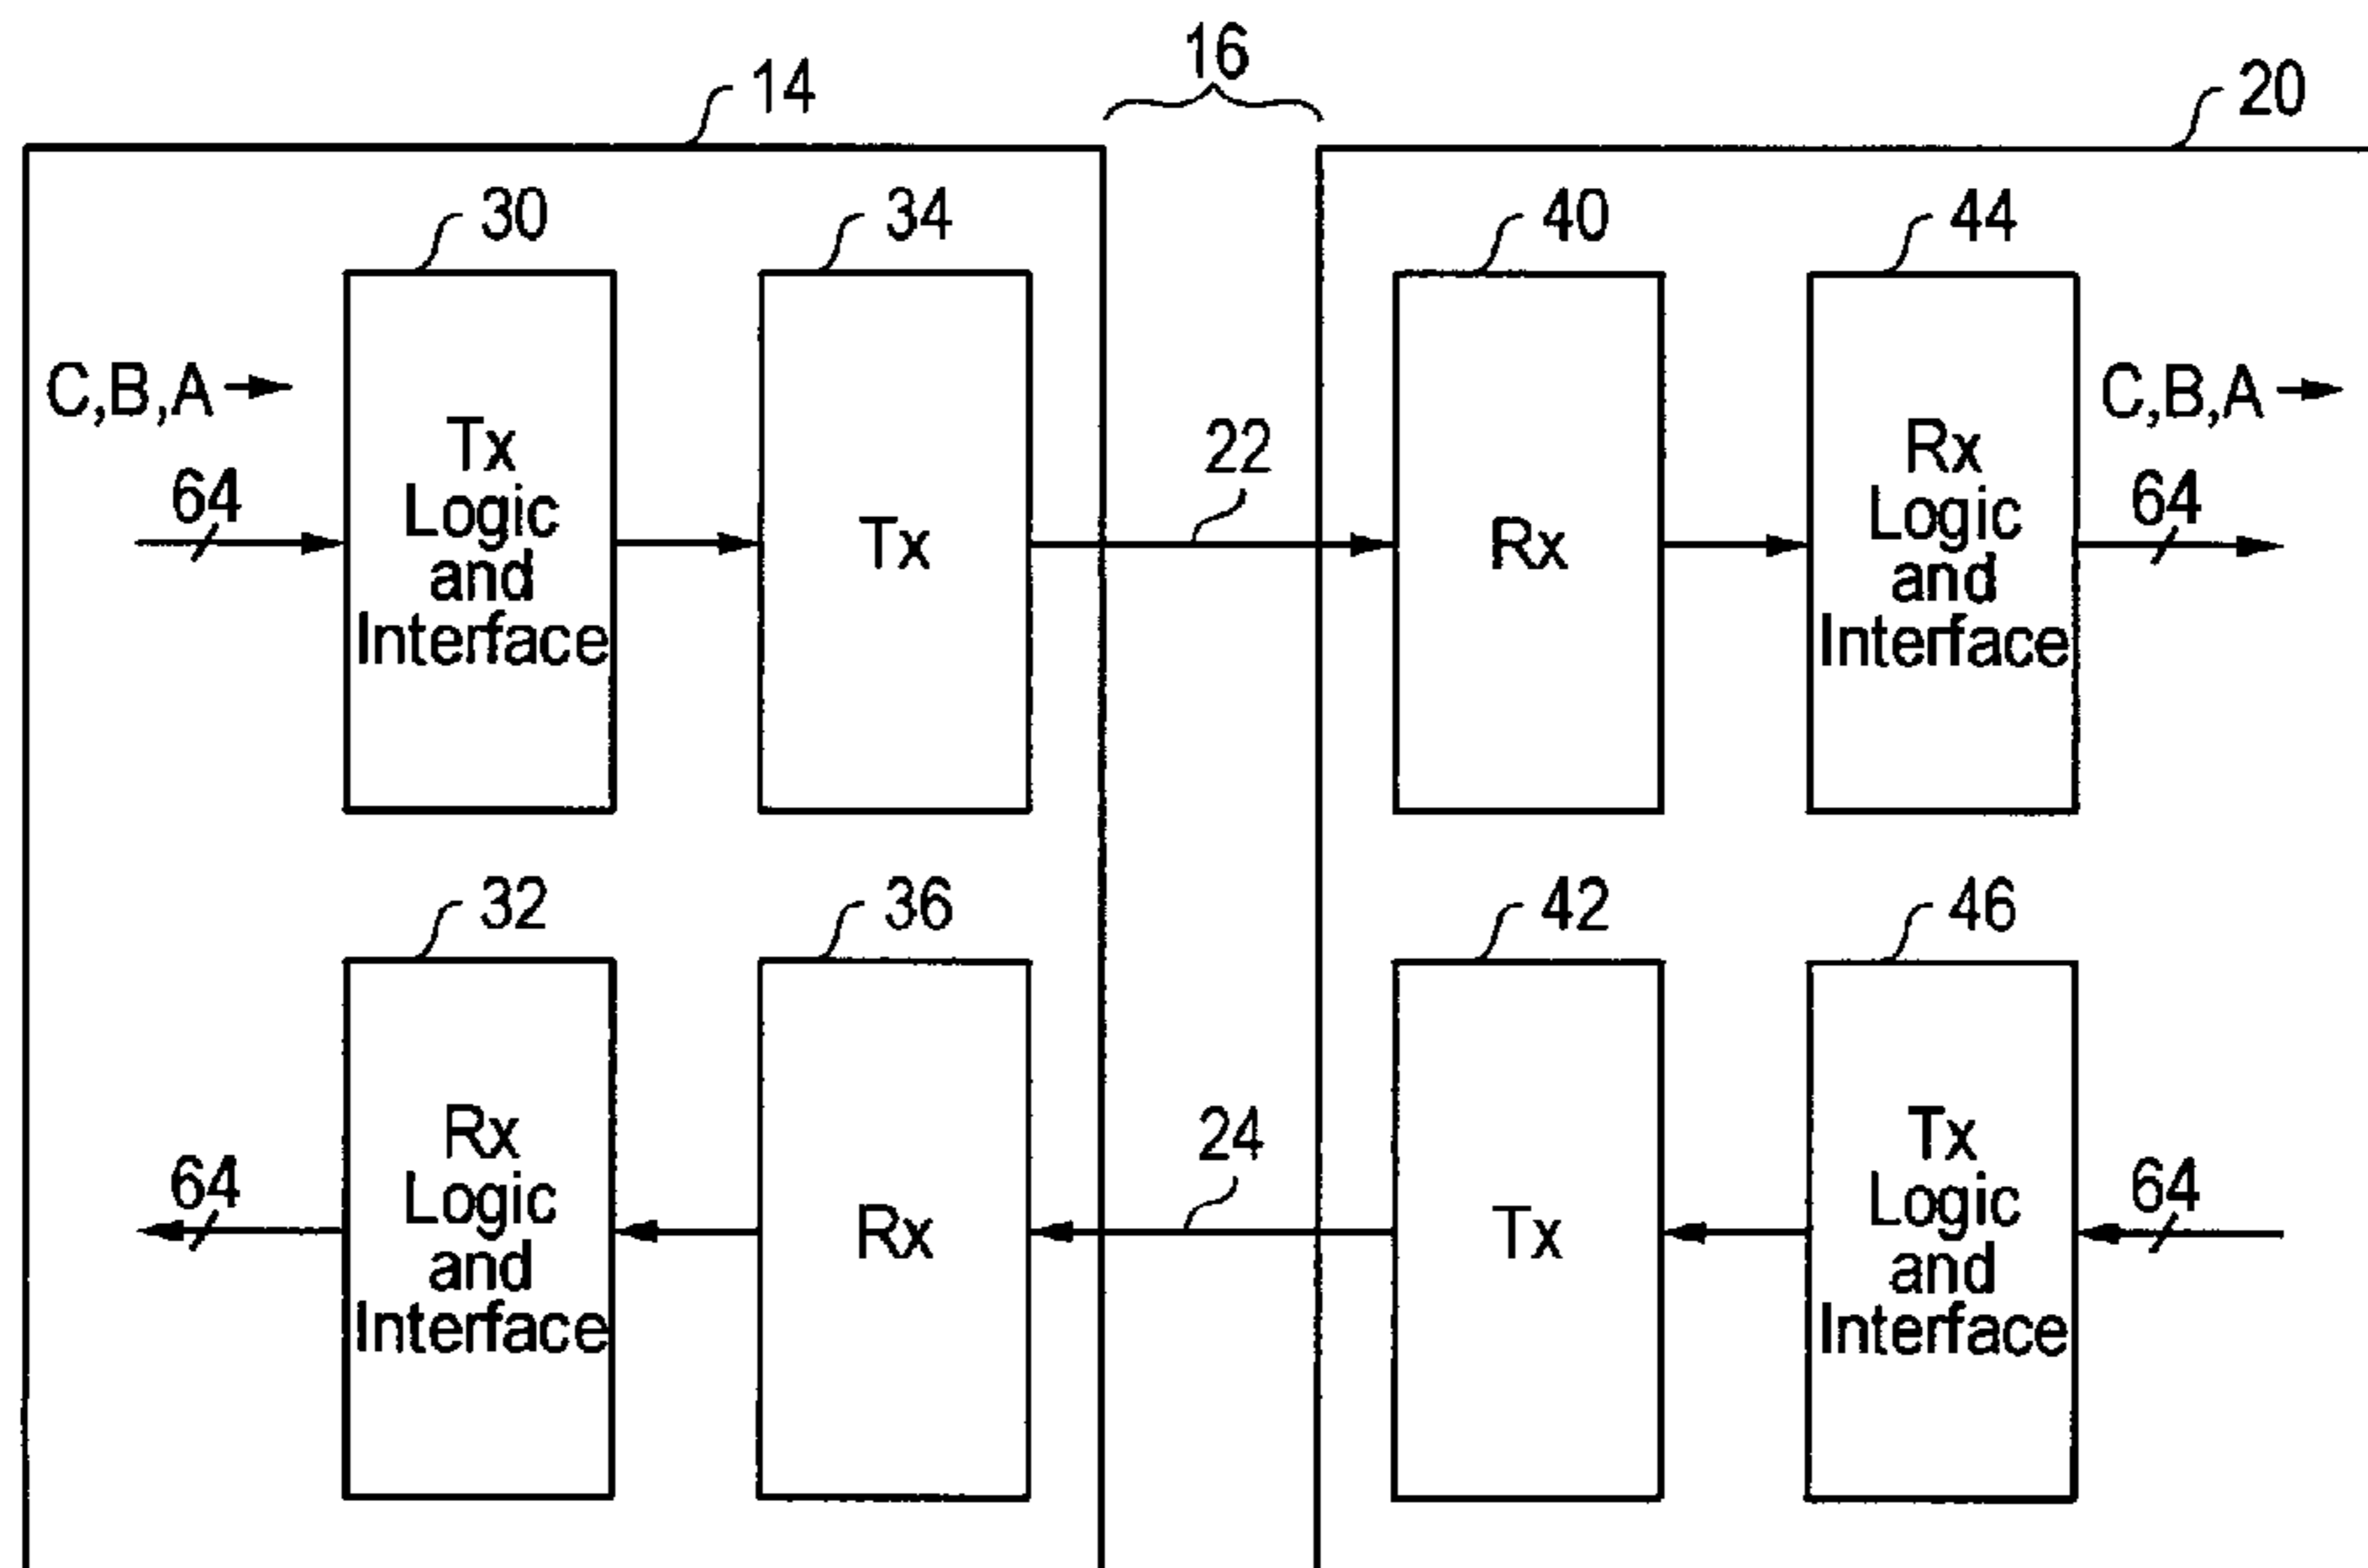 16
14
20
30
34
40
44
C,B,A
C,B,A
64
Tx
Logic
and
Interface
Tx
22
Rx
Rx
Logic
and
Interface
64
32
36
42
46
64
Rx
Logic
and
Interface
Rx
24
Tx
Tx
Logic
and
Interface
64